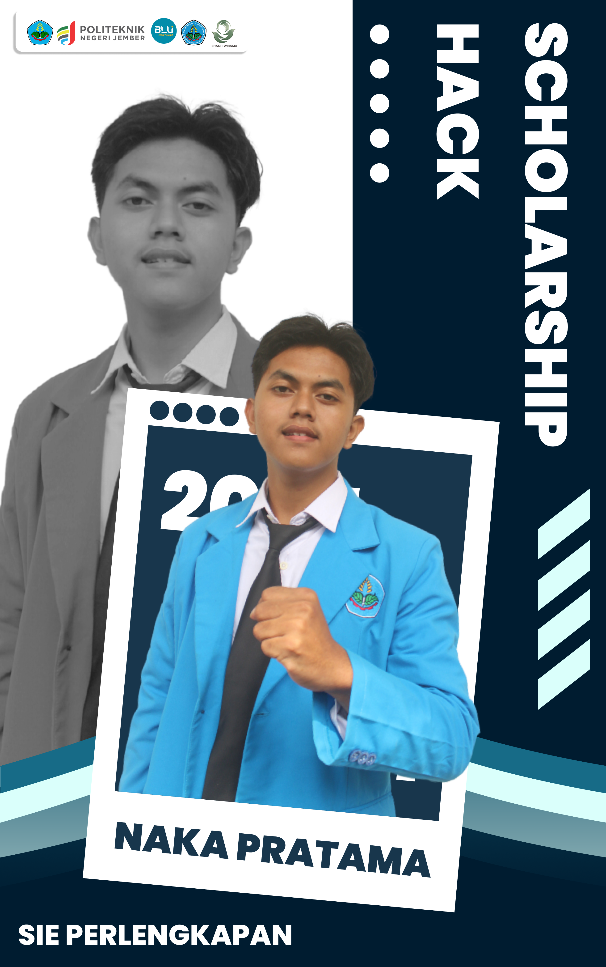 POLITEKNIK
NEGERI JEMBER
BLU
SCHOLARSHIP
HACK
NAKA PRATAMA
SIE PERLENGKAPAN